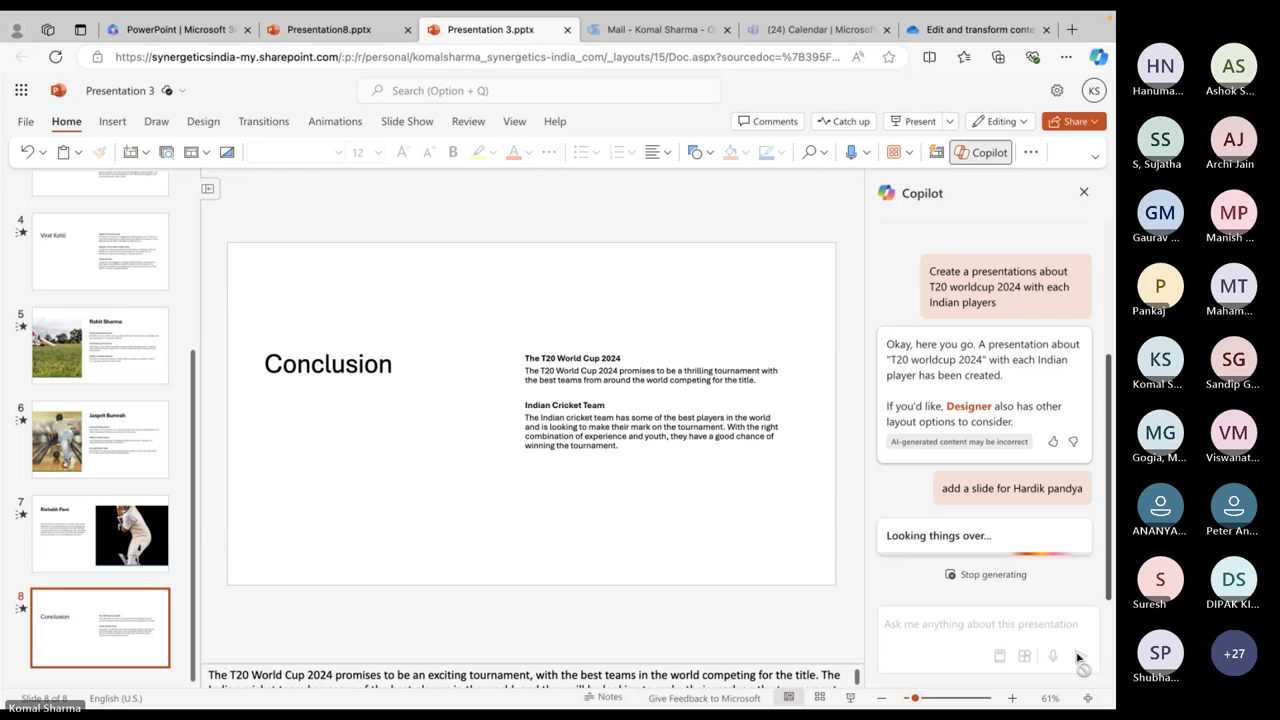 PowerPoint | Microsoft 3
Presentation8.pptx
Presentation 3.pptx
Mail - Komal Sharma - O
(24) Calendar | Microsof
Edit and transform conte
https://synergeticsindia-my.sharepoint.com/:p:/r/personal/komalsharma_synergetics-india_com/_layouts/15/Doc.aspx?sourcedoc=%7B395F...
Presentation 3
Search (Option + Q)
KS
File
Home
Insert
Draw
Design
Transitions
Animations
Slide Show
Review
View
Help
Comments
Catch up
Present
Editing
Share
12
B
Copilot
4
Virat Kohli
5
Rohit Sharma
6
Jasprit Bumrah
7
Rishabh Pant
8
Conclusion
Conclusion
The T20 World Cup 2024
The T20 World Cup 2024 promises to be a thrilling tournament with
the best teams from around the world competing for the title.
Indian Cricket Team
The Indian cricket team has some of the best players in the world
and is looking to make their mark on the tournament. With the right
combination of experience and youth, they have a good chance of
winning the tournament.
The T20 World Cup 2024 promises to be an exciting tournament, with the best teams in the world competing for the title. The
Copilot
Create a presentations about
T20 worldcup 2024 with each
Indian players
Okay, here you go. A presentation about
"T20 worldcup 2024" with each Indian
player has been created.
If you'd like, Designer also has other
layout options to consider.
AI-generated content may be incorrect
add a slide for Hardik pandya
Looking things over...
Stop generating
Ask me anything about this presentation
Slide 8 of 8
English (U.S.)
Notes
Give Feedback to Microsoft
61%
Komal Sharma
HN
Hanuma...
AS
Ashok S...
SS
S, Sujatha
AJ
Archi Jain
GM
Gaurav ...
MP
Manish ...
P
Pankaj
MT
Maham...
KS
Komal S...
SG
Sandip G...
MG
Gogia, M...
VM
Viswanat...
ANANYA...
Peter An...
S
Suresh
DS
DIPAK KI...
SP
Shubha...
+27